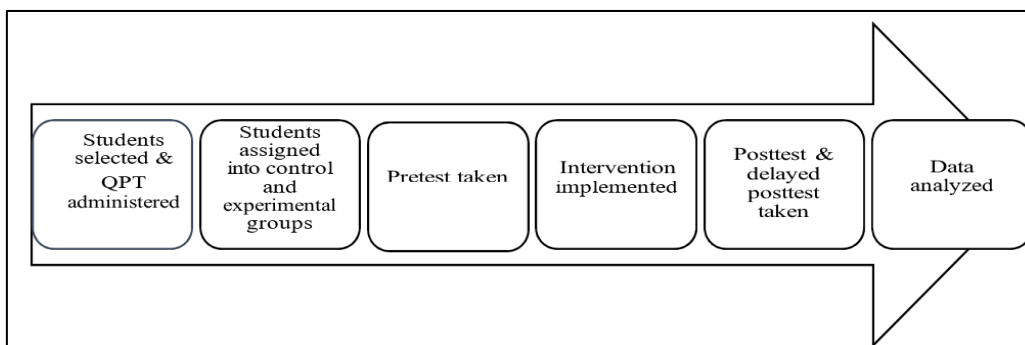 Students
selected &
QPT
administered
Students
assigned
into control
and
experimental
groups
Pretest taken
Intervention
implemented
Posttest &
delayed
posttest
taken
Data
analyzed